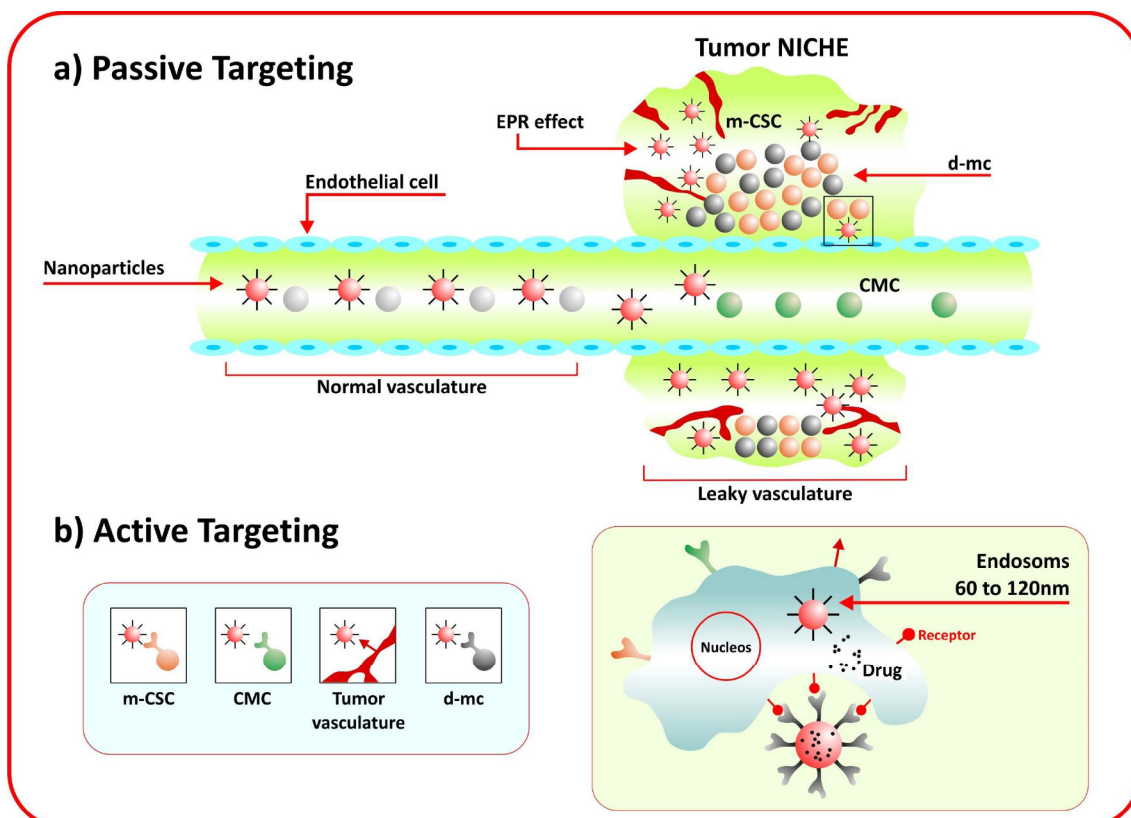 a) Passive Targeting
Tumor NICHE
EPR effect
m-CSC
d-mc
Endothelial cell
Nanoparticles
CMC
Normal vasculature
Leaky vasculature
b) Active Targeting
m-CSC
CMC
Tumor
vasculature
d-mc
Endosoms
60 to 120nm
Receptor
Nucleos
Drug